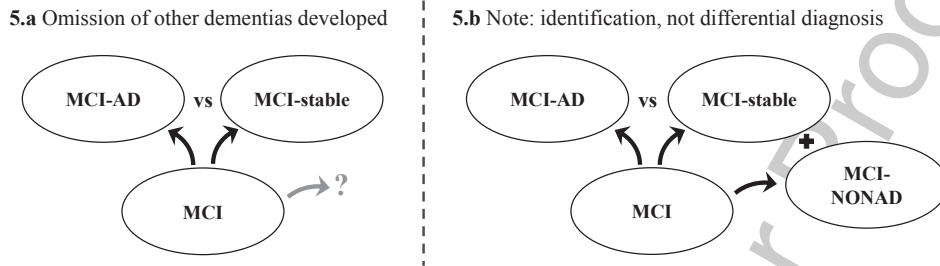 5.a Omission of other dementias developed
MCI-AD vs MCI-stable
MCI
?
5.b Note: identification, not differential diagnosis
MCI-AD vs MCI-stable
+
MCI-
NONAD
MCI